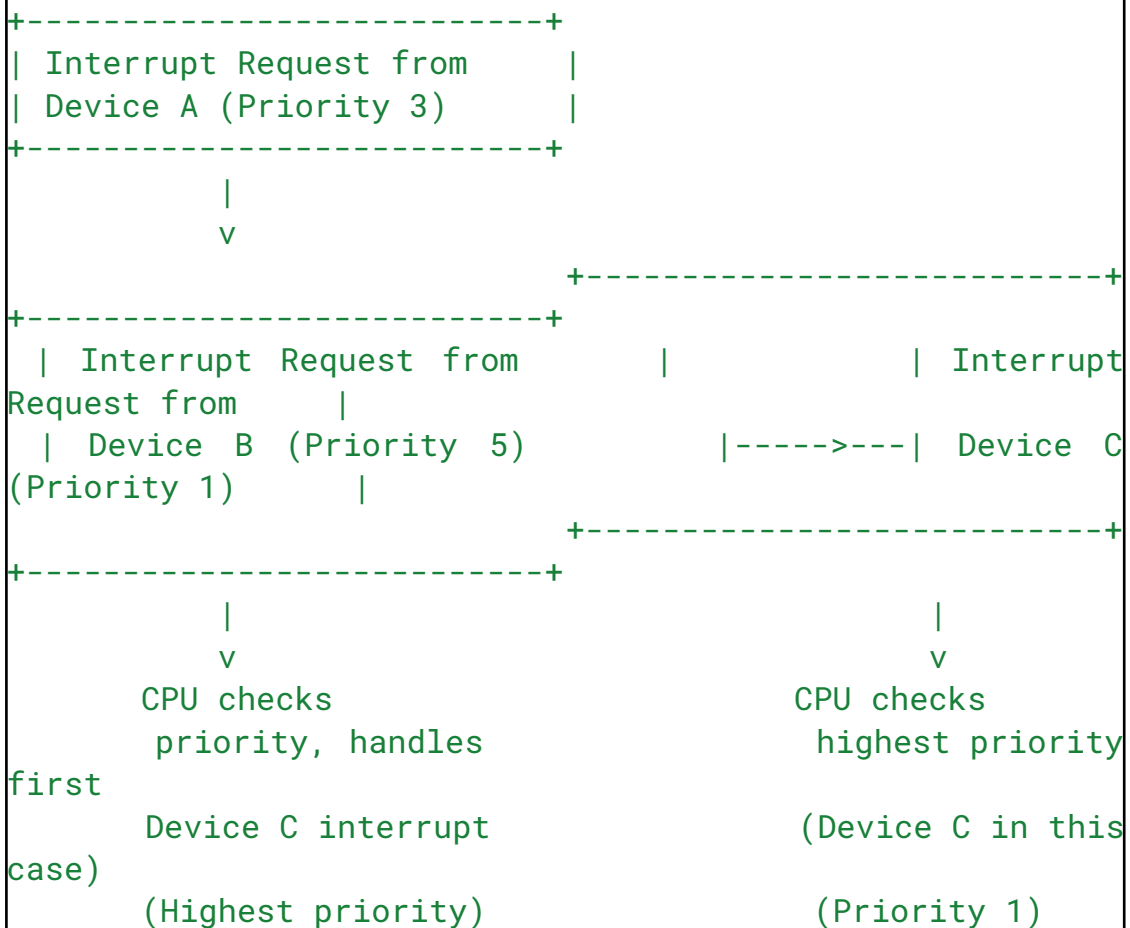 +---------------------------+
| Interrupt Request from     |
| Device A (Priority 3)      |
+---------------------------+
           |
           v
                             +---------------------------+
+---------------------------+
 | Interrupt Request from       |            | Interrupt
Request from     |
 | Device B (Priority 5)          |----->---| Device C
(Priority 1)      |
                             +---------------------------+
+---------------------------+
           |                                    |
           v                                    v
       CPU checks                        CPU checks
        priority, handles                 highest priority
first
       Device C interrupt                (Device C in this
case)
       (Highest priority)                 (Priority 1)